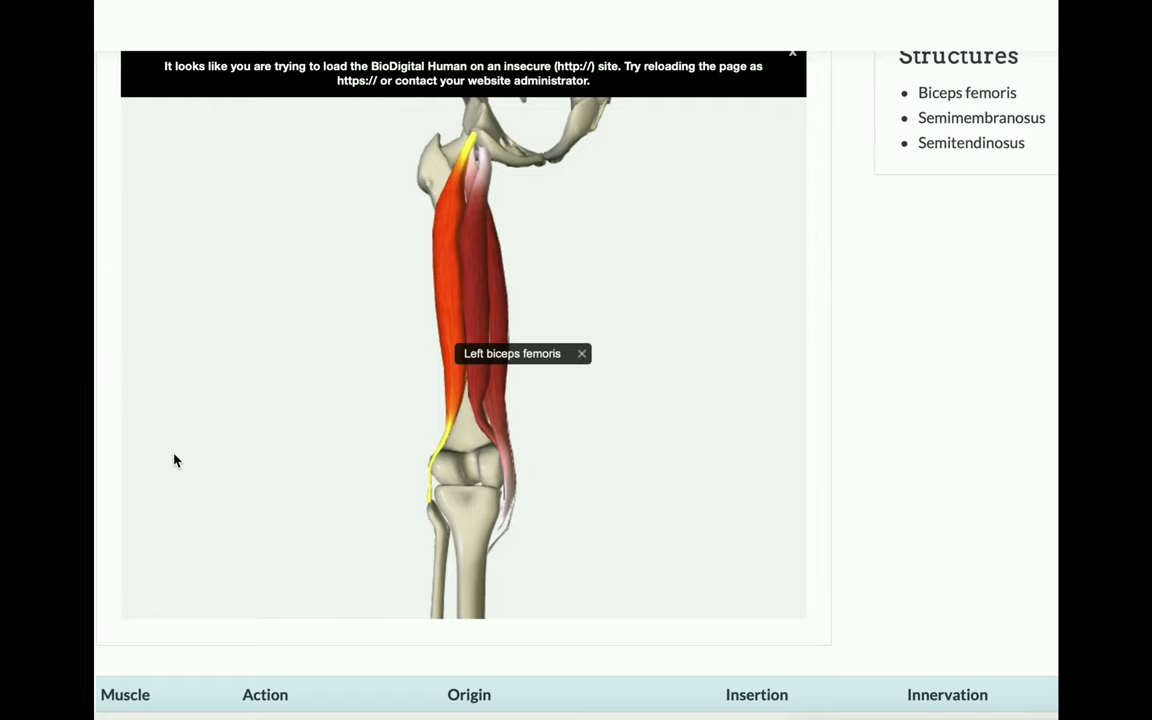 It looks like you are trying to load the BioDigital Human on an insecure (http://) site. Try reloading the page as
https:// or contact your website administrator.
Structures
• Biceps femoris
• Semimembranosus
• Semitendinosus
Left biceps femoris ×
Muscle Action Origin Insertion Innervation